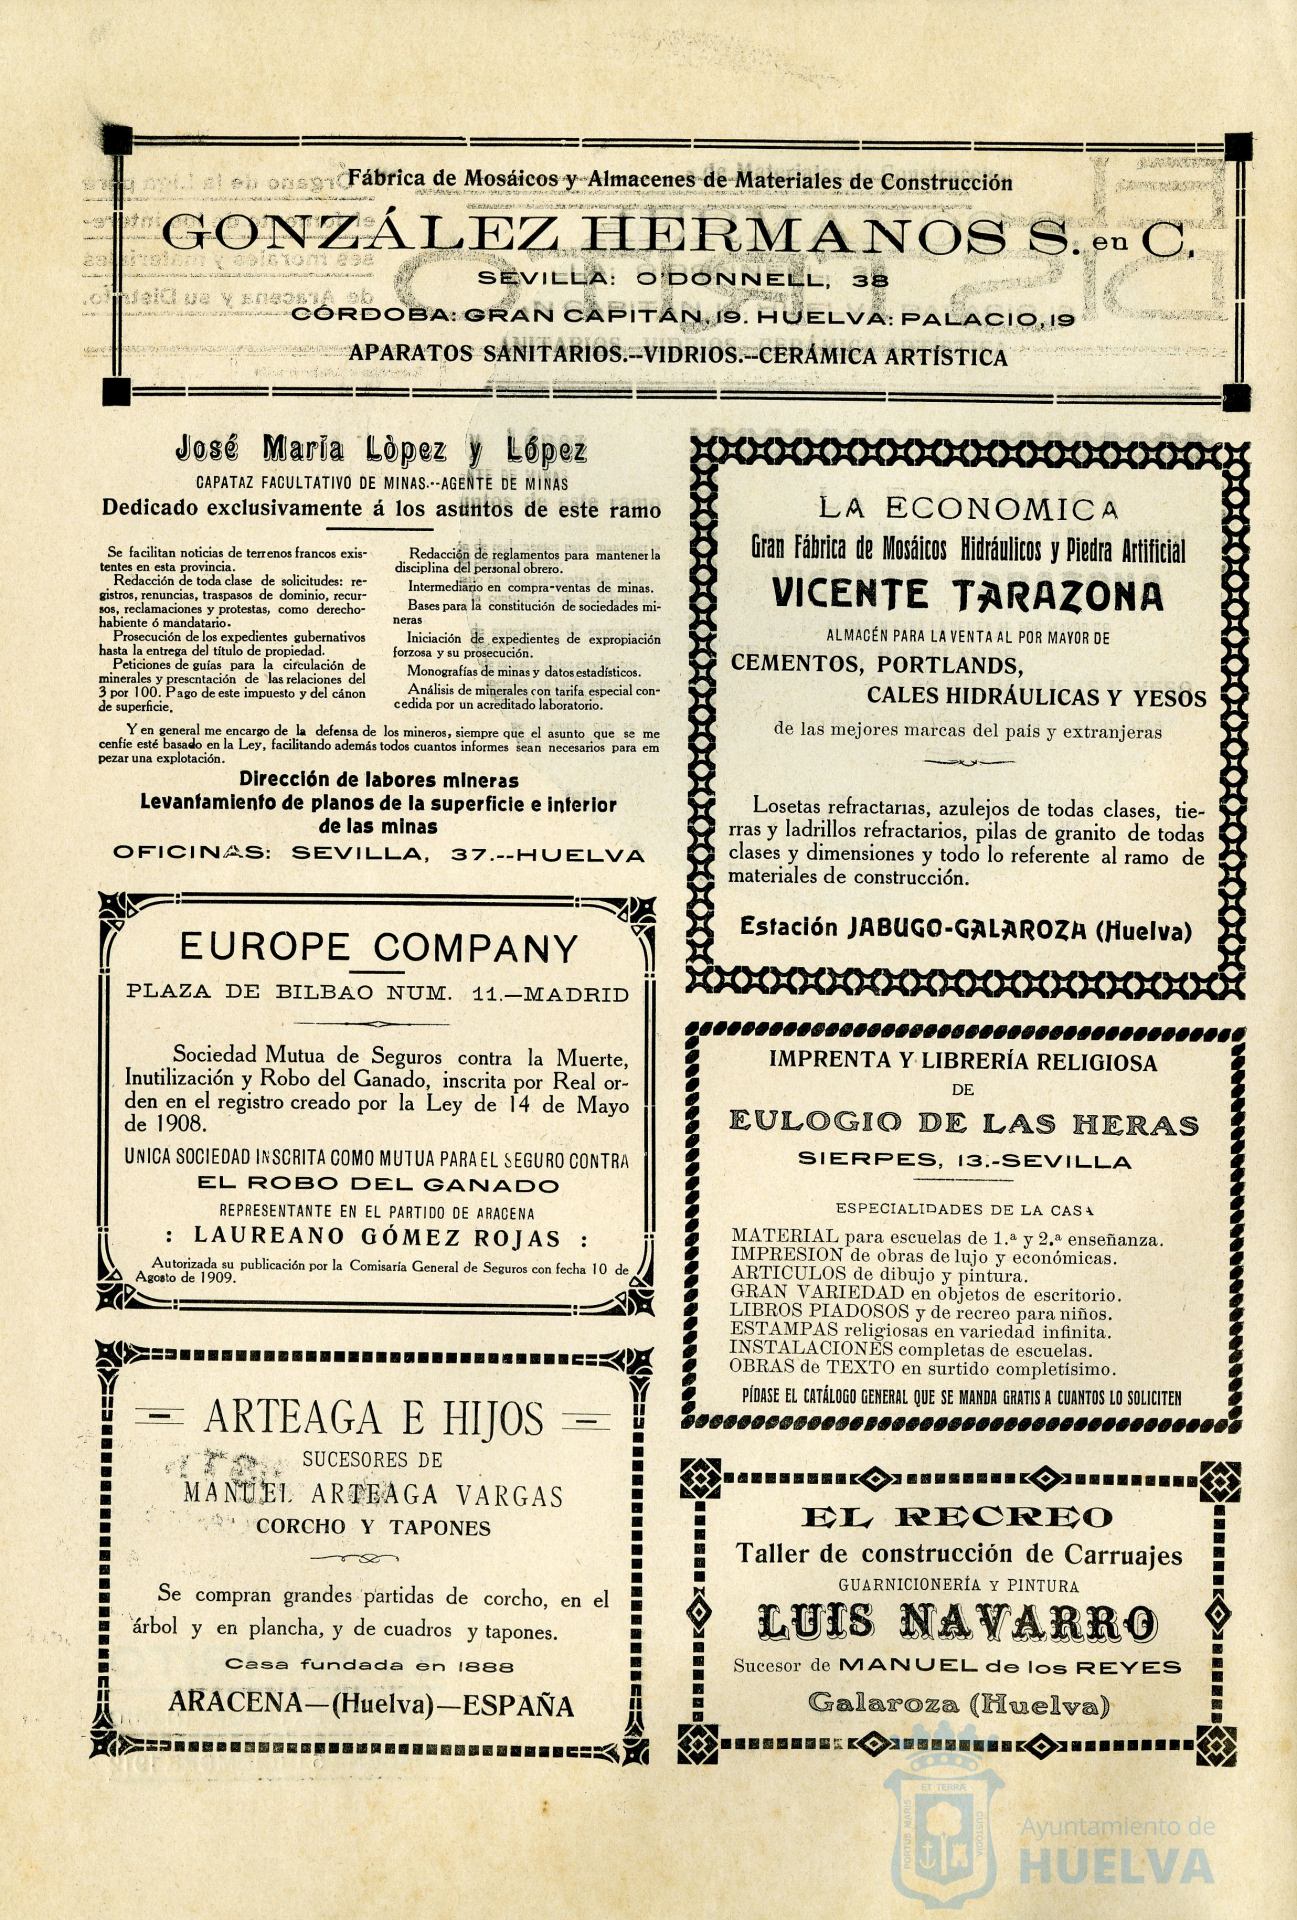 Fábrica de Mosáicos y Almacenes de Materiales de Construcción
GONZÁLEZ HERMANOS S. en C.
SEVILLA: O'DONNELL, 38
CÓRDOBA: GRAN CAPITÁN, 19. HUELVA: PALACIO, 19
APARATOS SANITARIOS.--VIDRIOS.--CERÁMICA ARTÍSTICA
José María Lòpez y López
CAPATAZ FACULTATIVO DE MINAS.--AGENTE DE MINAS
Dedicado exclusivamente á los asuntos de este ramo
Se facilitan noticias de terrenos francos exis-
tentes en esta provincia.
Redacción de toda clase de solicitudes: re-
gistros, renuncias, traspasos de dominio, recur-
sos, reclamaciones y protestas, como derecho-
habiente ó mandatario.
Prosecución de los expedientes gubernativos
hasta la entrega del título de propiedad.
Peticiones de guías para la circulación de
minerales y presentación de las relaciones del
3 por 100. Pago de este impuesto y del cánon
de superficie.
Redacción de reglamentos para mantener la
disciplina del personal obrero.
Intermediario en compra-ventas de minas.
Bases para la constitución de sociedades mi-
neras
Iniciación de expedientes de expropiación
forzosa y su prosecución.
Monografías de minas y datos estadísticos.
Análisis de minerales con tarifa especial con-
cedida por un acreditado laboratorio.
Y en general me encargo de la defensa de los mineros, siempre que el asunto que se me
cenfie esté basado en la Ley, facilitando además todos cuantos informes sean necesarios para em
pezar una explotación.
Dirección de labores mineras
Levantamiento de planos de la superficie e interior
de las minas
OFICINAS: SEVILLA, 37.--HUELVA
EUROPE COMPANY
PLAZA DE BILBAO NUM. 11.—MADRID
Sociedad Mutua de Seguros contra la Muerte,
Inutilización y Robo del Ganado, inscrita por Real or-
den en el registro creado por la Ley de 14 de Mayo
de 1908.
UNICA SOCIEDAD INSCRITA COMO MUTUA PARA EL SEGURO CONTRA
EL ROBO DEL GANADO
REPRESENTANTE EN EL PARTIDO DE ARACENA
: LAUREANO GÓMEZ ROJAS :
Autorizada su publicación por la Comisaría General de Seguros con fecha 10 de
Agosto de 1909.
ARTEAGA E HIJOS
SUCESORES DE
MANUEL ARTEAGA VARGAS
CORCHO Y TAPONES
Se compran grandes partidas de corcho, en el
árbol y en plancha, y de cuadros y tapones.
Casa fundada en 1888
ARACENA—(Huelva)—ESPAÑA
LA ECONOMICA
Gran Fábrica de Mosáicos Hidráulicos y Piedra Artificial
VICENTE TARAZONA
ALMACÉN PARA LA VENTA AL POR MAYOR DE
CEMENTOS, PORTLANDS,
CALES HIDRÁULICAS Y YESOS
de las mejores marcas del país y extranjeras
Losetas refractarias, azulejos de todas clases, tie-
rras y ladrillos refractarios, pilas de granito de todas
clases y dimensiones y todo lo referente al ramo de
materiales de construcción.
Estación JABUGO-GALAROZA (Huelva)
IMPRENTA Y LIBRERÍA RELIGIOSA
DE
EULOGIO DE LAS HERAS
SIERPES, 13.-SEVILLA
ESPECIALIDADES DE LA CASA
MATERIAL para escuelas de 1.ª y 2.ª enseñanza.
IMPRESION de obras de lujo y económicas.
ARTICULOS de dibujo y pintura.
GRAN VARIEDAD en objetos de escritorio.
LIBROS PIADOSOS y de recreo para niños.
ESTAMPAS religiosas en variedad infinita.
INSTALACIONES completas de escuelas.
OBRAS de TEXTO en surtido completísimo.
PÍDASE EL CATÁLOGO GENERAL QUE SE MANDA GRATIS A CUANTOS LO SOLICITEN
EL RECREO
Taller de construcción de Carruajes
GUARNICIONERÍA Y PINTURA
LUIS NAVARRO
Sucesor de MANUEL de los REYES
Galaroza (Huelva)
ET TERRÆ
PORTUS MARIS
CUSTODIA
Ayuntamiento de
HUELVA